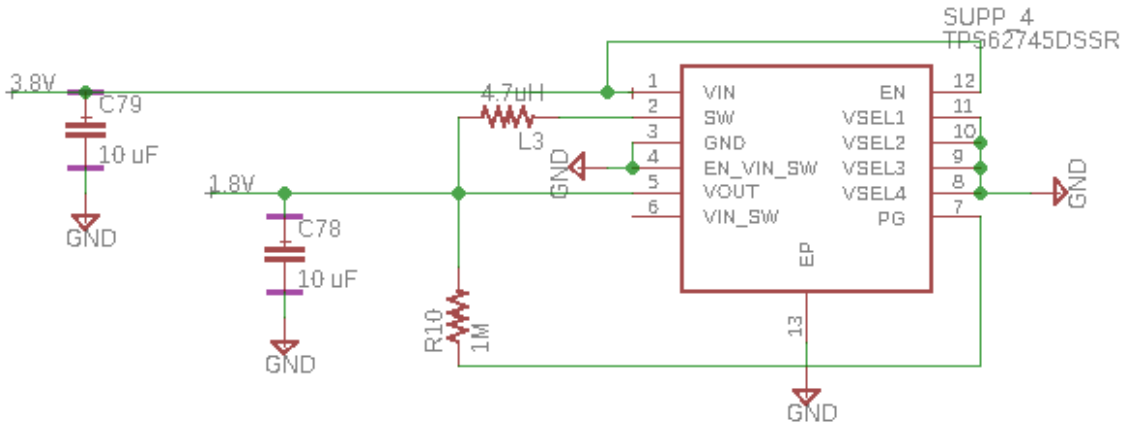 SUPP_4
TPS62745DSSR
3.8V
C79
10 uF
GND
4.7uH
L3
1 VIN
2 SW
3 GND
4 EN_VIN_SW
5 VOUT
6 VIN_SW
EN 12
VSEL1 11
VSEL2 10
VSEL3 9
VSEL4 8
PG 7
EP
13
GND
GND
1.8V
C78
10 uF
GND
R10
1M
GND